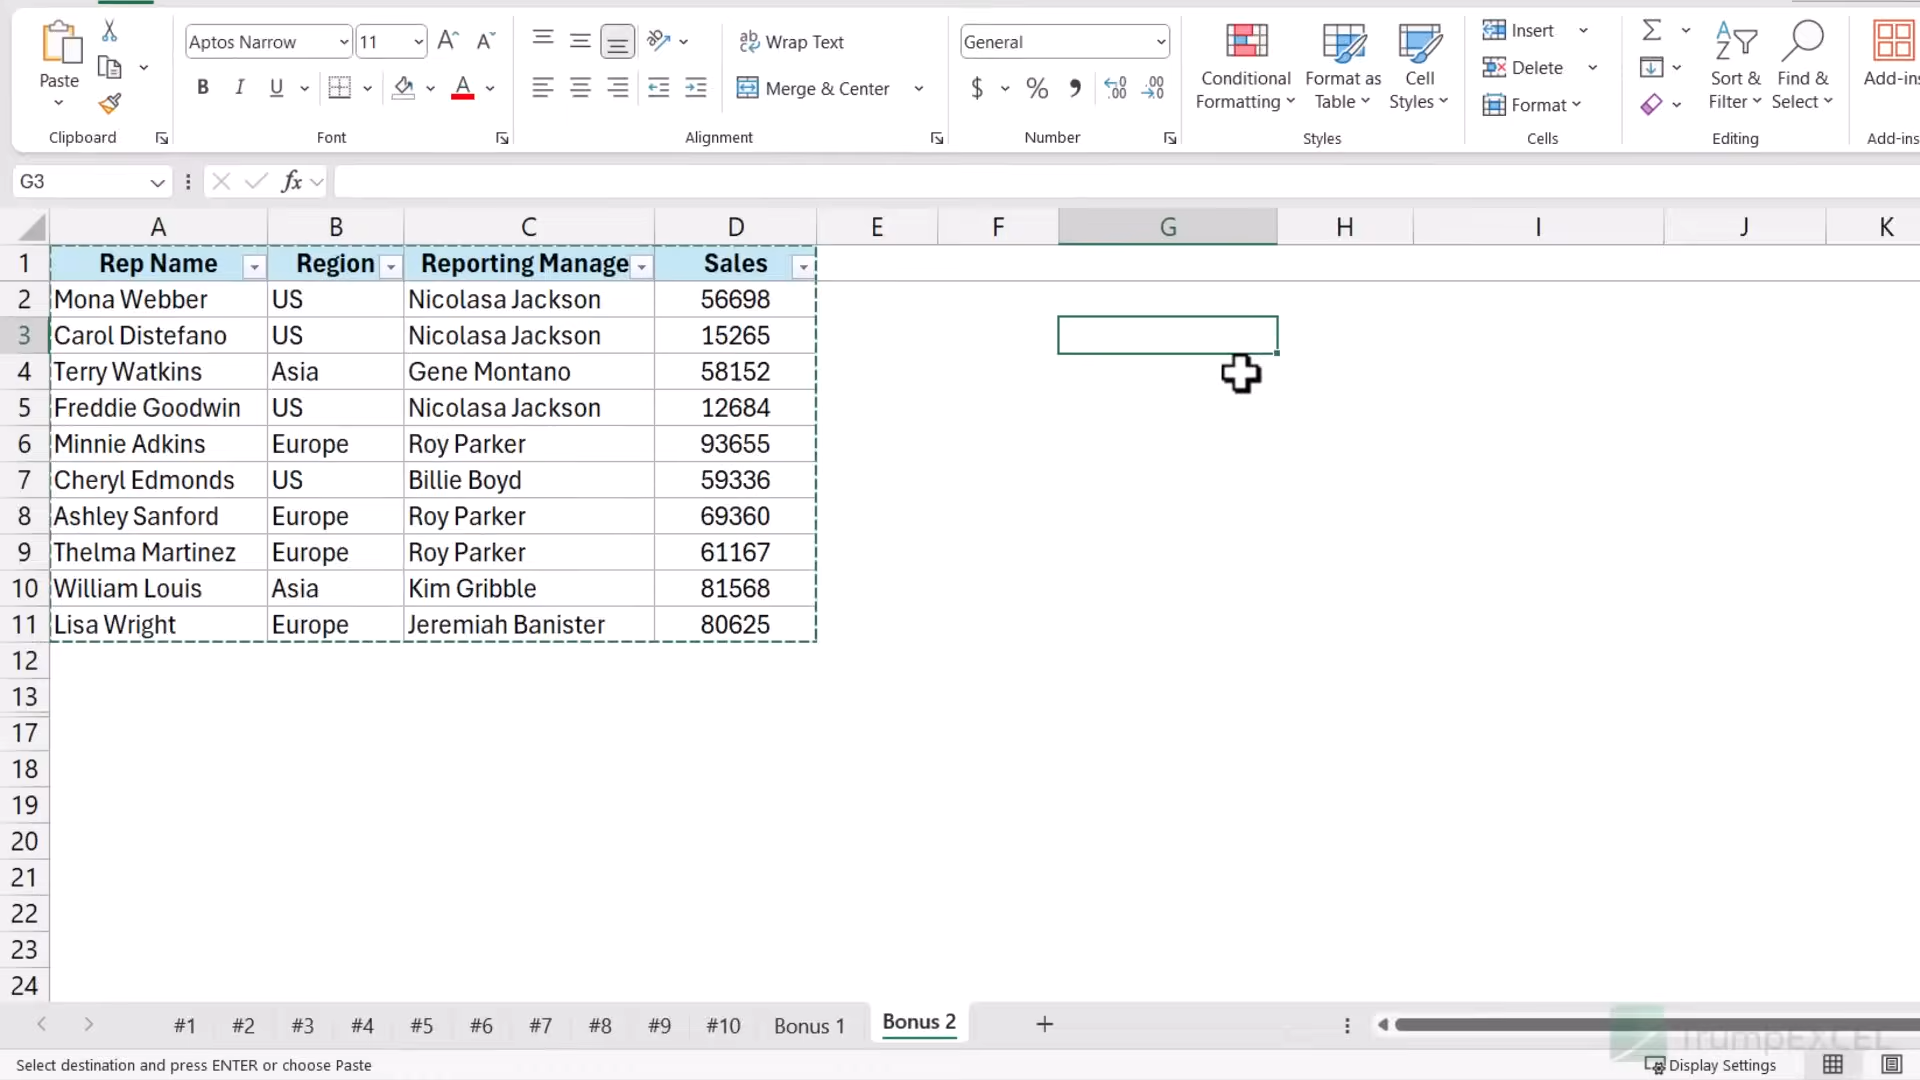 Paste
Clipboard
Aptos Narrow 11 A A
B I U A
Font
ab Wrap Text
Merge & Center
Alignment
General
$ % , .00 .00
Number
Conditional Formatting
Format as Table
Cell Styles
Styles
Insert
Delete
Format
Cells
Sort & Filter
Find & Select
Editing
Add-ins
Add-ins
G3 fx
A B C D E F G H I J K
1 Rep Name Region Reporting Manage Sales
2 Mona Webber US Nicolasa Jackson 56698
3 Carol Distefano US Nicolasa Jackson 15265
4 Terry Watkins Asia Gene Montano 58152
5 Freddie Goodwin US Nicolasa Jackson 12684
6 Minnie Adkins Europe Roy Parker 93655
7 Cheryl Edmonds US Billie Boyd 59336
8 Ashley Sanford Europe Roy Parker 69360
9 Thelma Martinez Europe Roy Parker 61167
10 William Louis Asia Kim Gribble 81568
11 Lisa Wright Europe Jeremiah Banister 80625
12
13
17
18
19
20
21
22
23
24
#1 #2 #3 #4 #5 #6 #7 #8 #9 #10 Bonus 1 Bonus 2 +
TrumpEXCEL
Select destination and press ENTER or choose Paste Display Settings